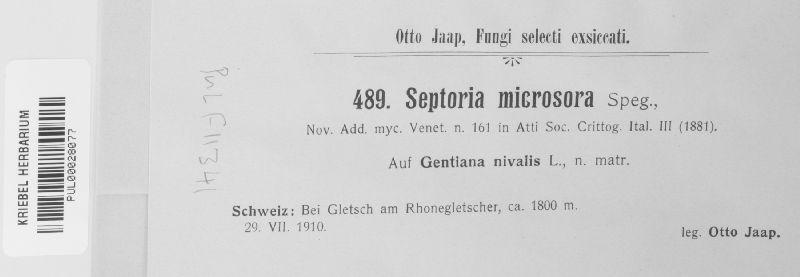 Otto Jaap, Fungi selecti exsiccati.
489. Septoria microsora Speg.,
Nov. Add. myc. Venet. n. 161 in Atti Soc. Crittog. Ital. III (1881).
Auf Gentiana nivalis L., n. matr.
Schweiz: Bei Gletsch am Rhonegletscher, ca. 1800 m.
29. VII. 1910.
leg. Otto Jaap.
KRIEBEL HERBARIUM
PUL00028077
PUL F11341